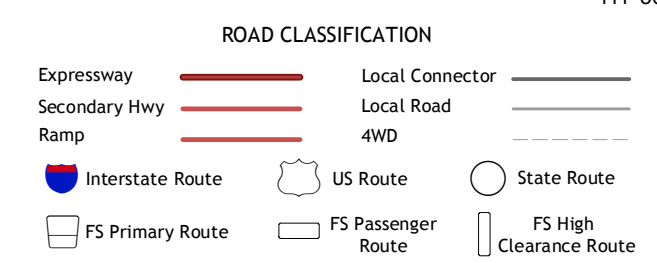 ROAD CLASSIFICATION
Expressway
Local Connector
Secondary Hwy
Local Road
Ramp
4WD
Interstate Route
US Route
State Route
FS Primary Route
FS Passenger
Route
FS High
Clearance Route